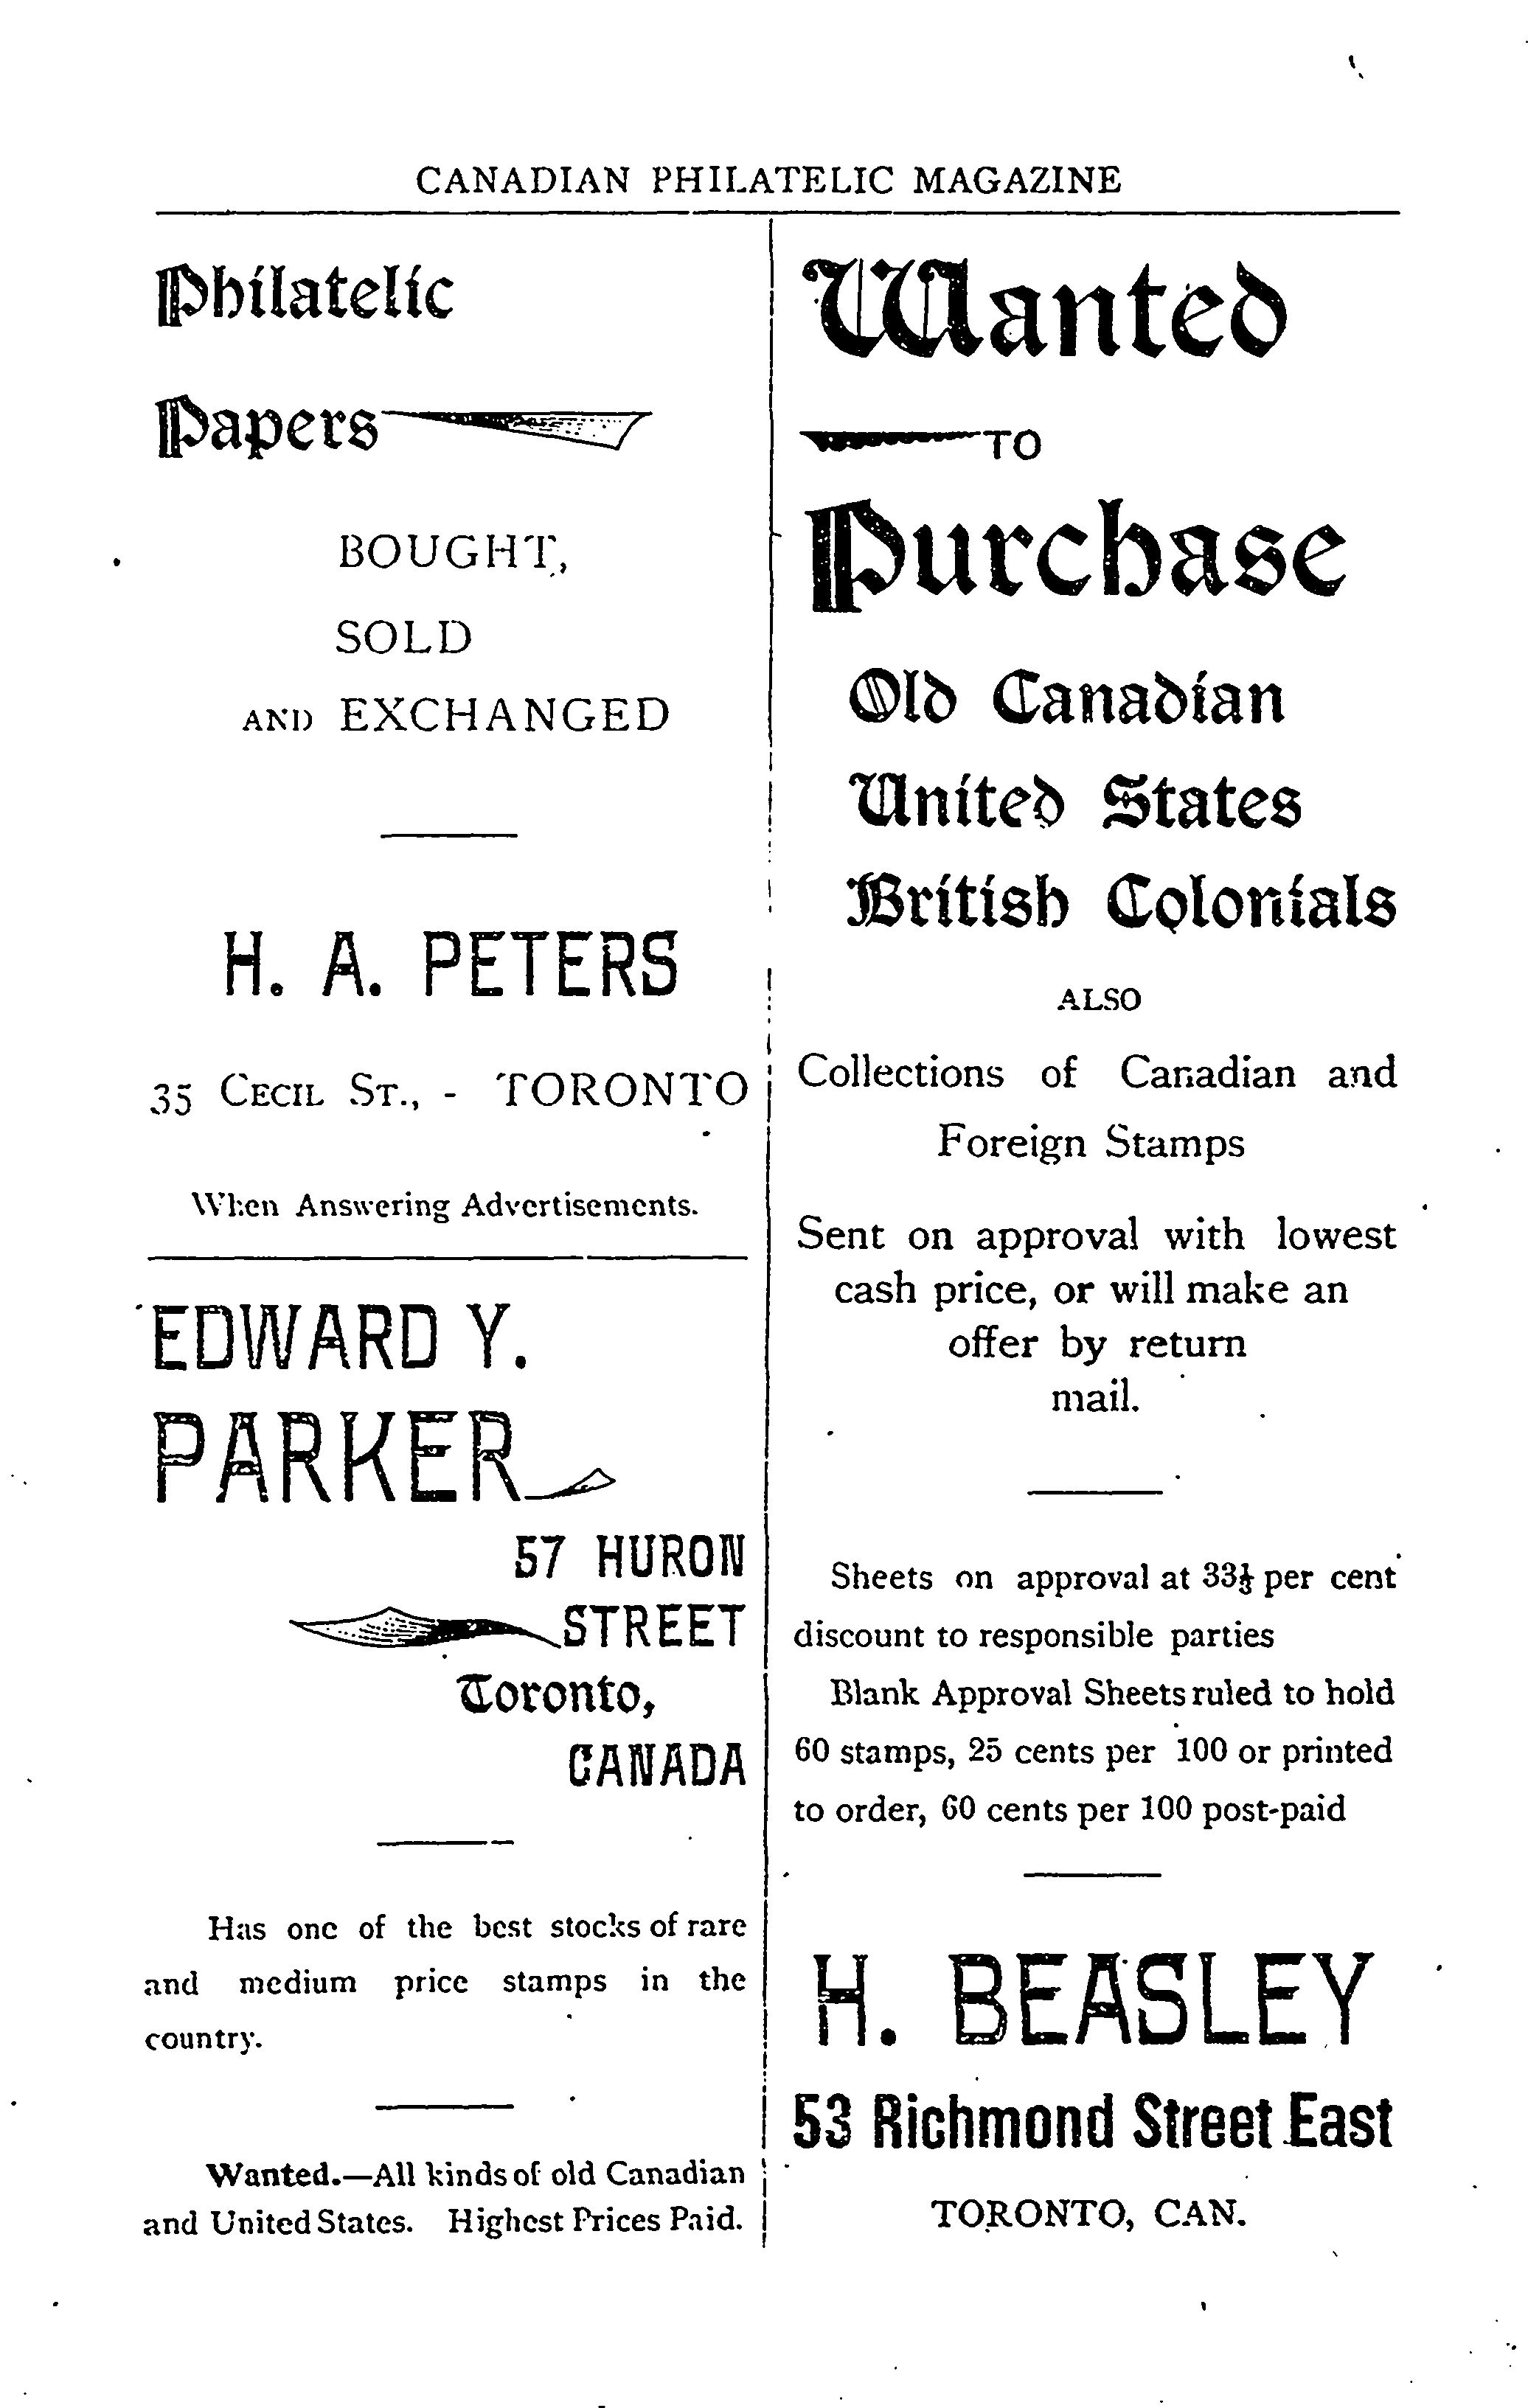 CANADIAN PHILATELIC MAGAZINE
Philatelic
Papers
BOUGHT,
SOLD
AND EXCHANGED
H. A. PETERS
35 CECIL ST., - TORONTO
When Answering Advertisements.
EDWARD Y.
PARKER
57 HURON
STREET
Toronto,
CANADA
Has one of the best stocks of rare
and medium price stamps in the
country.
Wanted.—All kinds of old Canadian
and United States. Highest Prices Paid.
Wanted
TO
Purchase
Old Canadian
United States
British Colonials
ALSO
Collections of Canadian and
Foreign Stamps
Sent on approval with lowest
cash price, or will make an
offer by return
mail.
Sheets on approval at 33⅓ per cent
discount to responsible parties
Blank Approval Sheets ruled to hold
60 stamps, 25 cents per 100 or printed
to order, 60 cents per 100 post-paid
H. BEASLEY
53 Richmond Street East
TORONTO, CAN.